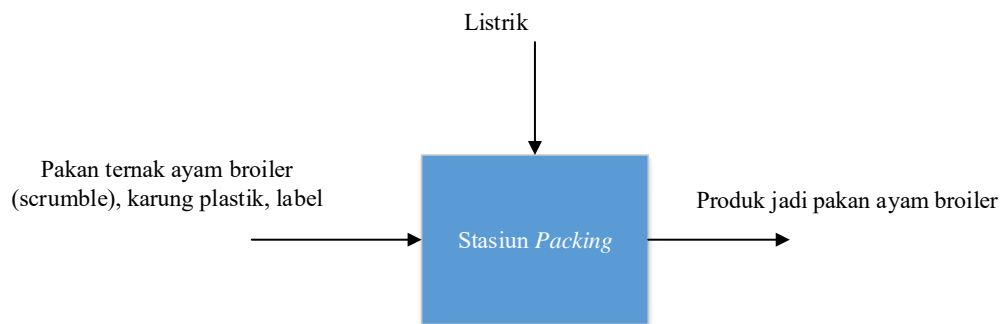 Listrik
Pakan ternak ayam broiler
(scrumble), karung plastik, label
Produk jadi pakan ayam broiler
Stasiun Packing